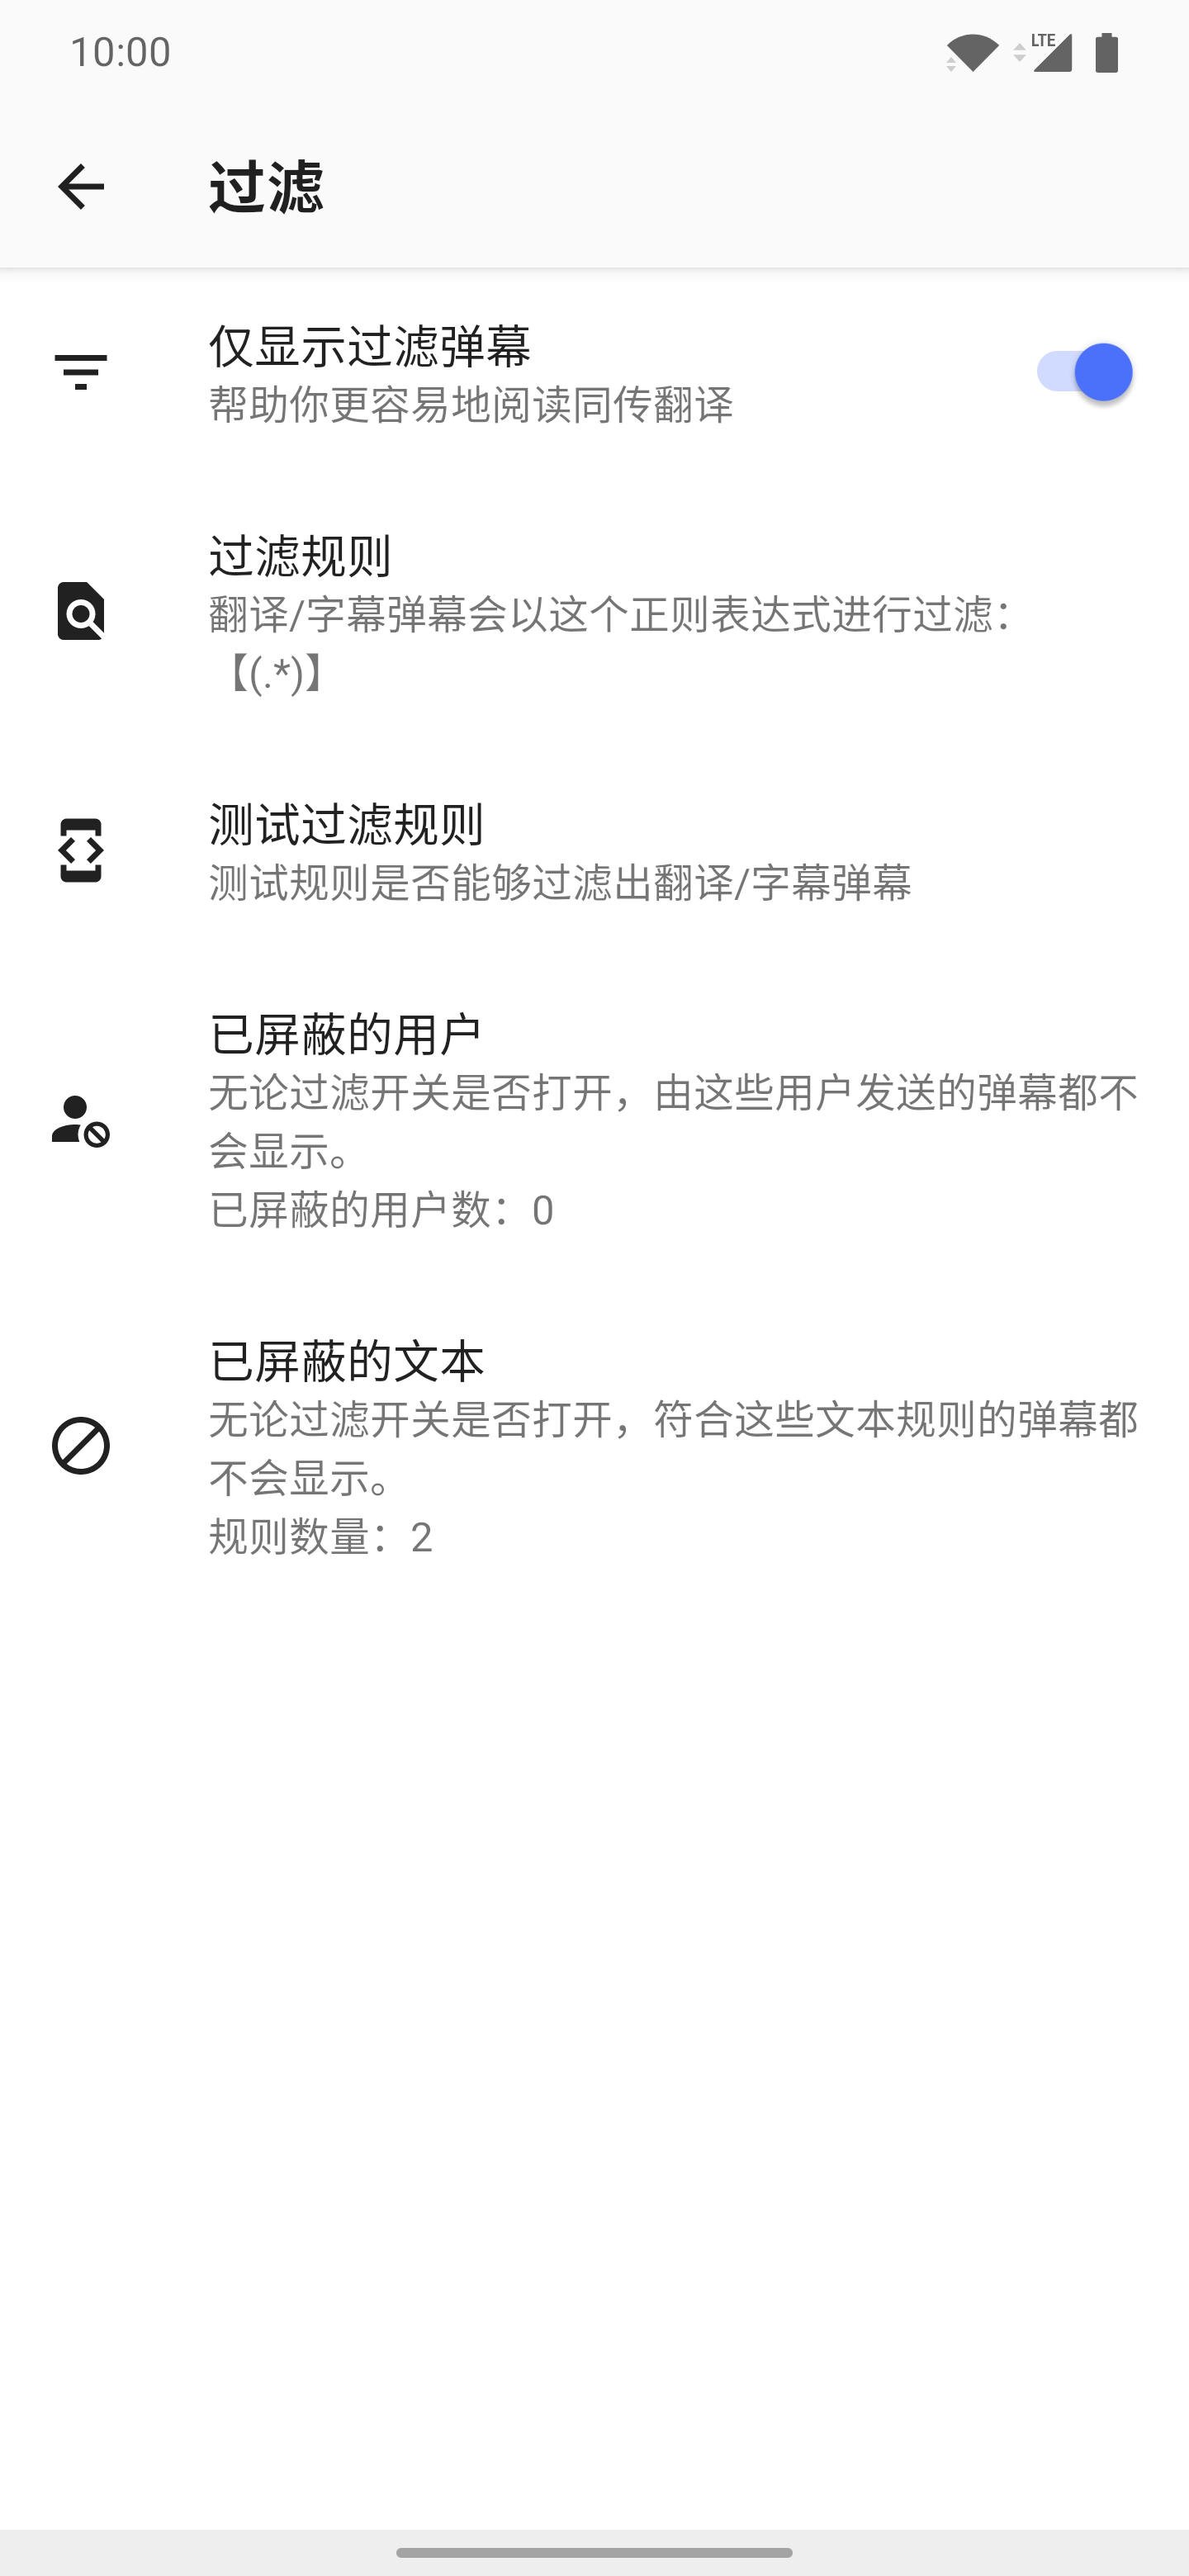 10:00
LTE
过滤
仅显示过滤弹幕
帮助你更容易地阅读同传翻译
过滤规则
翻译/字幕弹幕会以这个正则表达式进行过滤：
【(.*)】
测试过滤规则
测试规则是否能够过滤出翻译/字幕弹幕
已屏蔽的用户
无论过滤开关是否打开，由这些用户发送的弹幕都不
会显示。
已屏蔽的用户数：0
已屏蔽的文本
无论过滤开关是否打开，符合这些文本规则的弹幕都
不会显示。
规则数量：2